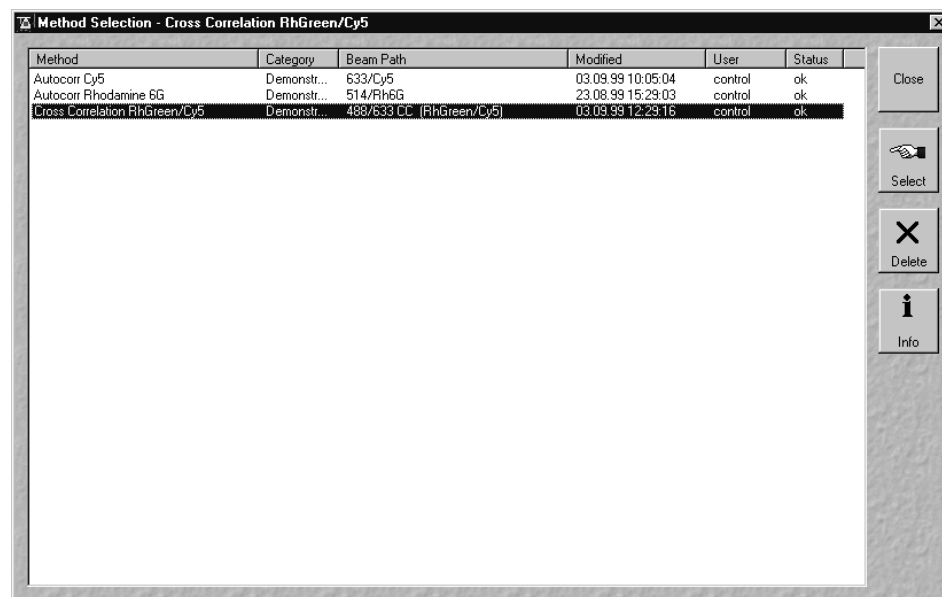 Method Selection - Cross Correlation RhGreen/Cy5
Method Category Beam Path Modified User Status
Autocorr Cy5 Demonstr... 633/Cy5 03.09.99 10:05:04 control ok
Autocorr Rhodamine 6G Demonstr... 514/Rh6G 23.08.99 15:29:03 control ok
Cross Correlation RhGreen/Cy5 Demonstr... 488/633 CC (RhGreen/Cy5) 03.09.99 12:29:16 control ok
Close
Select
Delete
Info